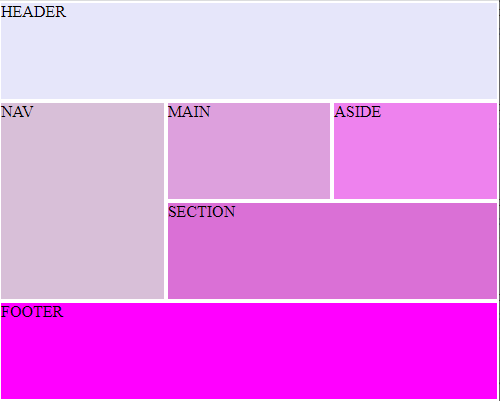 HEADER
NAV
MAIN
ASIDE
SECTION
FOOTER